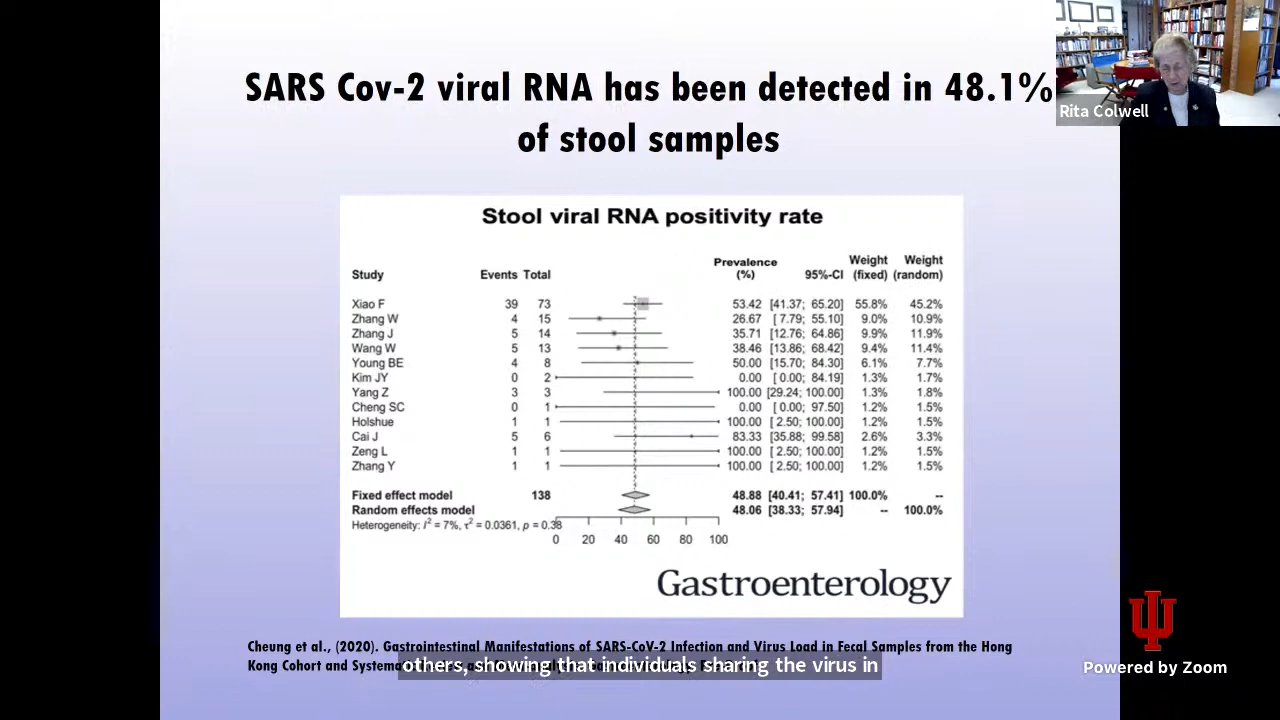 SARS Cov-2 viral RNA has been detected in 48.1%
of stool samples
Rita Colwell
Stool viral RNA positivity rate
Study Events Total Prevalence (%) 95%-CI Weight (fixed) Weight (random)
Xiao F 39 73 53.42 [41.37; 65.20] 55.8% 45.2%
Zhang W 4 15 26.67 [ 7.79; 55.10] 9.0% 10.9%
Zhang J 5 14 35.71 [12.76; 64.86] 9.9% 11.9%
Wang W 5 13 38.46 [13.86; 68.42] 9.4% 11.4%
Young BE 4 8 50.00 [15.70; 84.30] 6.1% 7.7%
Kim JY 0 2 0.00 [ 0.00; 84.19] 1.3% 1.7%
Yang Z 3 3 100.00 [29.24; 100.00] 1.3% 1.8%
Cheng SC 0 1 0.00 [ 0.00; 97.50] 1.2% 1.5%
Holshue 1 1 100.00 [ 2.50; 100.00] 1.2% 1.5%
Cai J 5 6 83.33 [35.88; 99.58] 2.6% 3.3%
Zeng L 1 1 100.00 [ 2.50; 100.00] 1.2% 1.5%
Zhang Y 1 1 100.00 [ 2.50; 100.00] 1.2% 1.5%
Fixed effect model 138 48.88 [40.41; 57.41] 100.0% --
Random effects model 48.06 [38.33; 57.94] -- 100.0%
Heterogeneity: I² = 7%, τ² = 0.0361, p = 0.38
0 20 40 60 80 100
Gastroenterology
Cheung et al., (2020). Gastrointestinal Manifestations of SARS-CoV-2 Infection and Virus Load in Fecal Samples from the Hong
Kong Cohort and Systema
others, showing that individuals sharing the virus in
Powered by Zoom